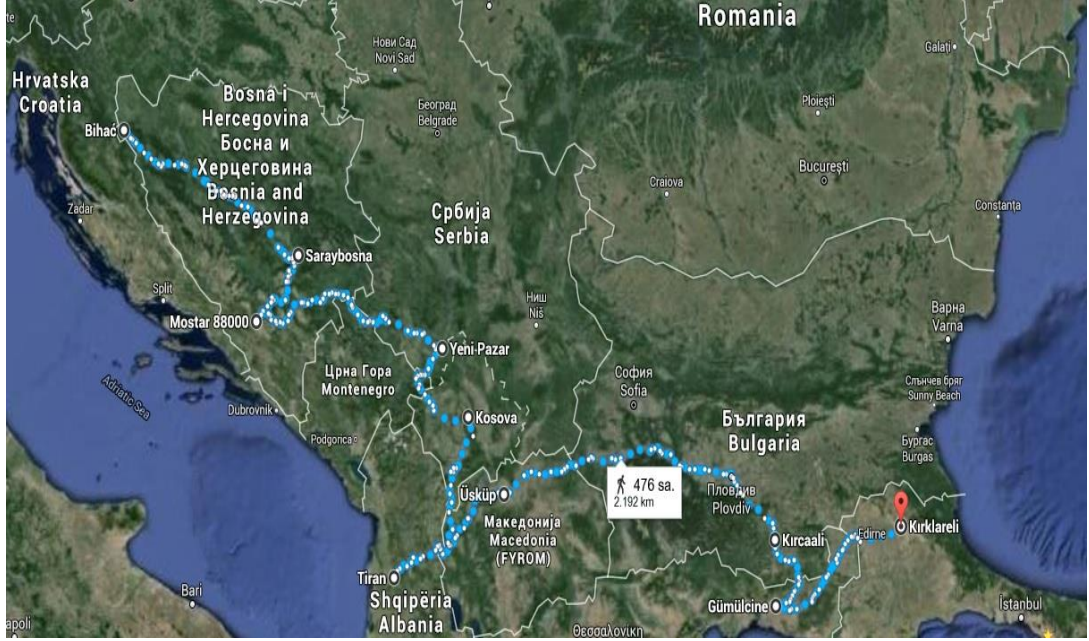 Romania
Нови Сад
Novi Sad
Galați
Hrvatska
Croatia
Bosna i
Hercegovina
Босна и
Херцеговина
Bosnia and
Herzegovina
Београд
Belgrade
Ploiești
Bihać
București
Craiova
Constanța
Zadar
Србија
Serbia
Saraybosna
Split
Ниш
Niš
Варна
Varna
Mostar 88000
Yeni Pazar
Црна Гора
Montenegro
София
Sofia
Слънчев бряг
Sunny Beach
Adriatic Sea
Dubrovnik
Kosova
България
Bulgaria
Бургас
Burgas
Podgorica
476 sa.
2.192 km
Üsküp
Пловдив
Plovdiv
Македонија
Macedonia
(FYROM)
Kırcaali
Edirne
Kırklareli
Tiran
Shqipëria
Albania
Bari
Gümülcine
İstanbul
apoli
Θεσσαλονίκη